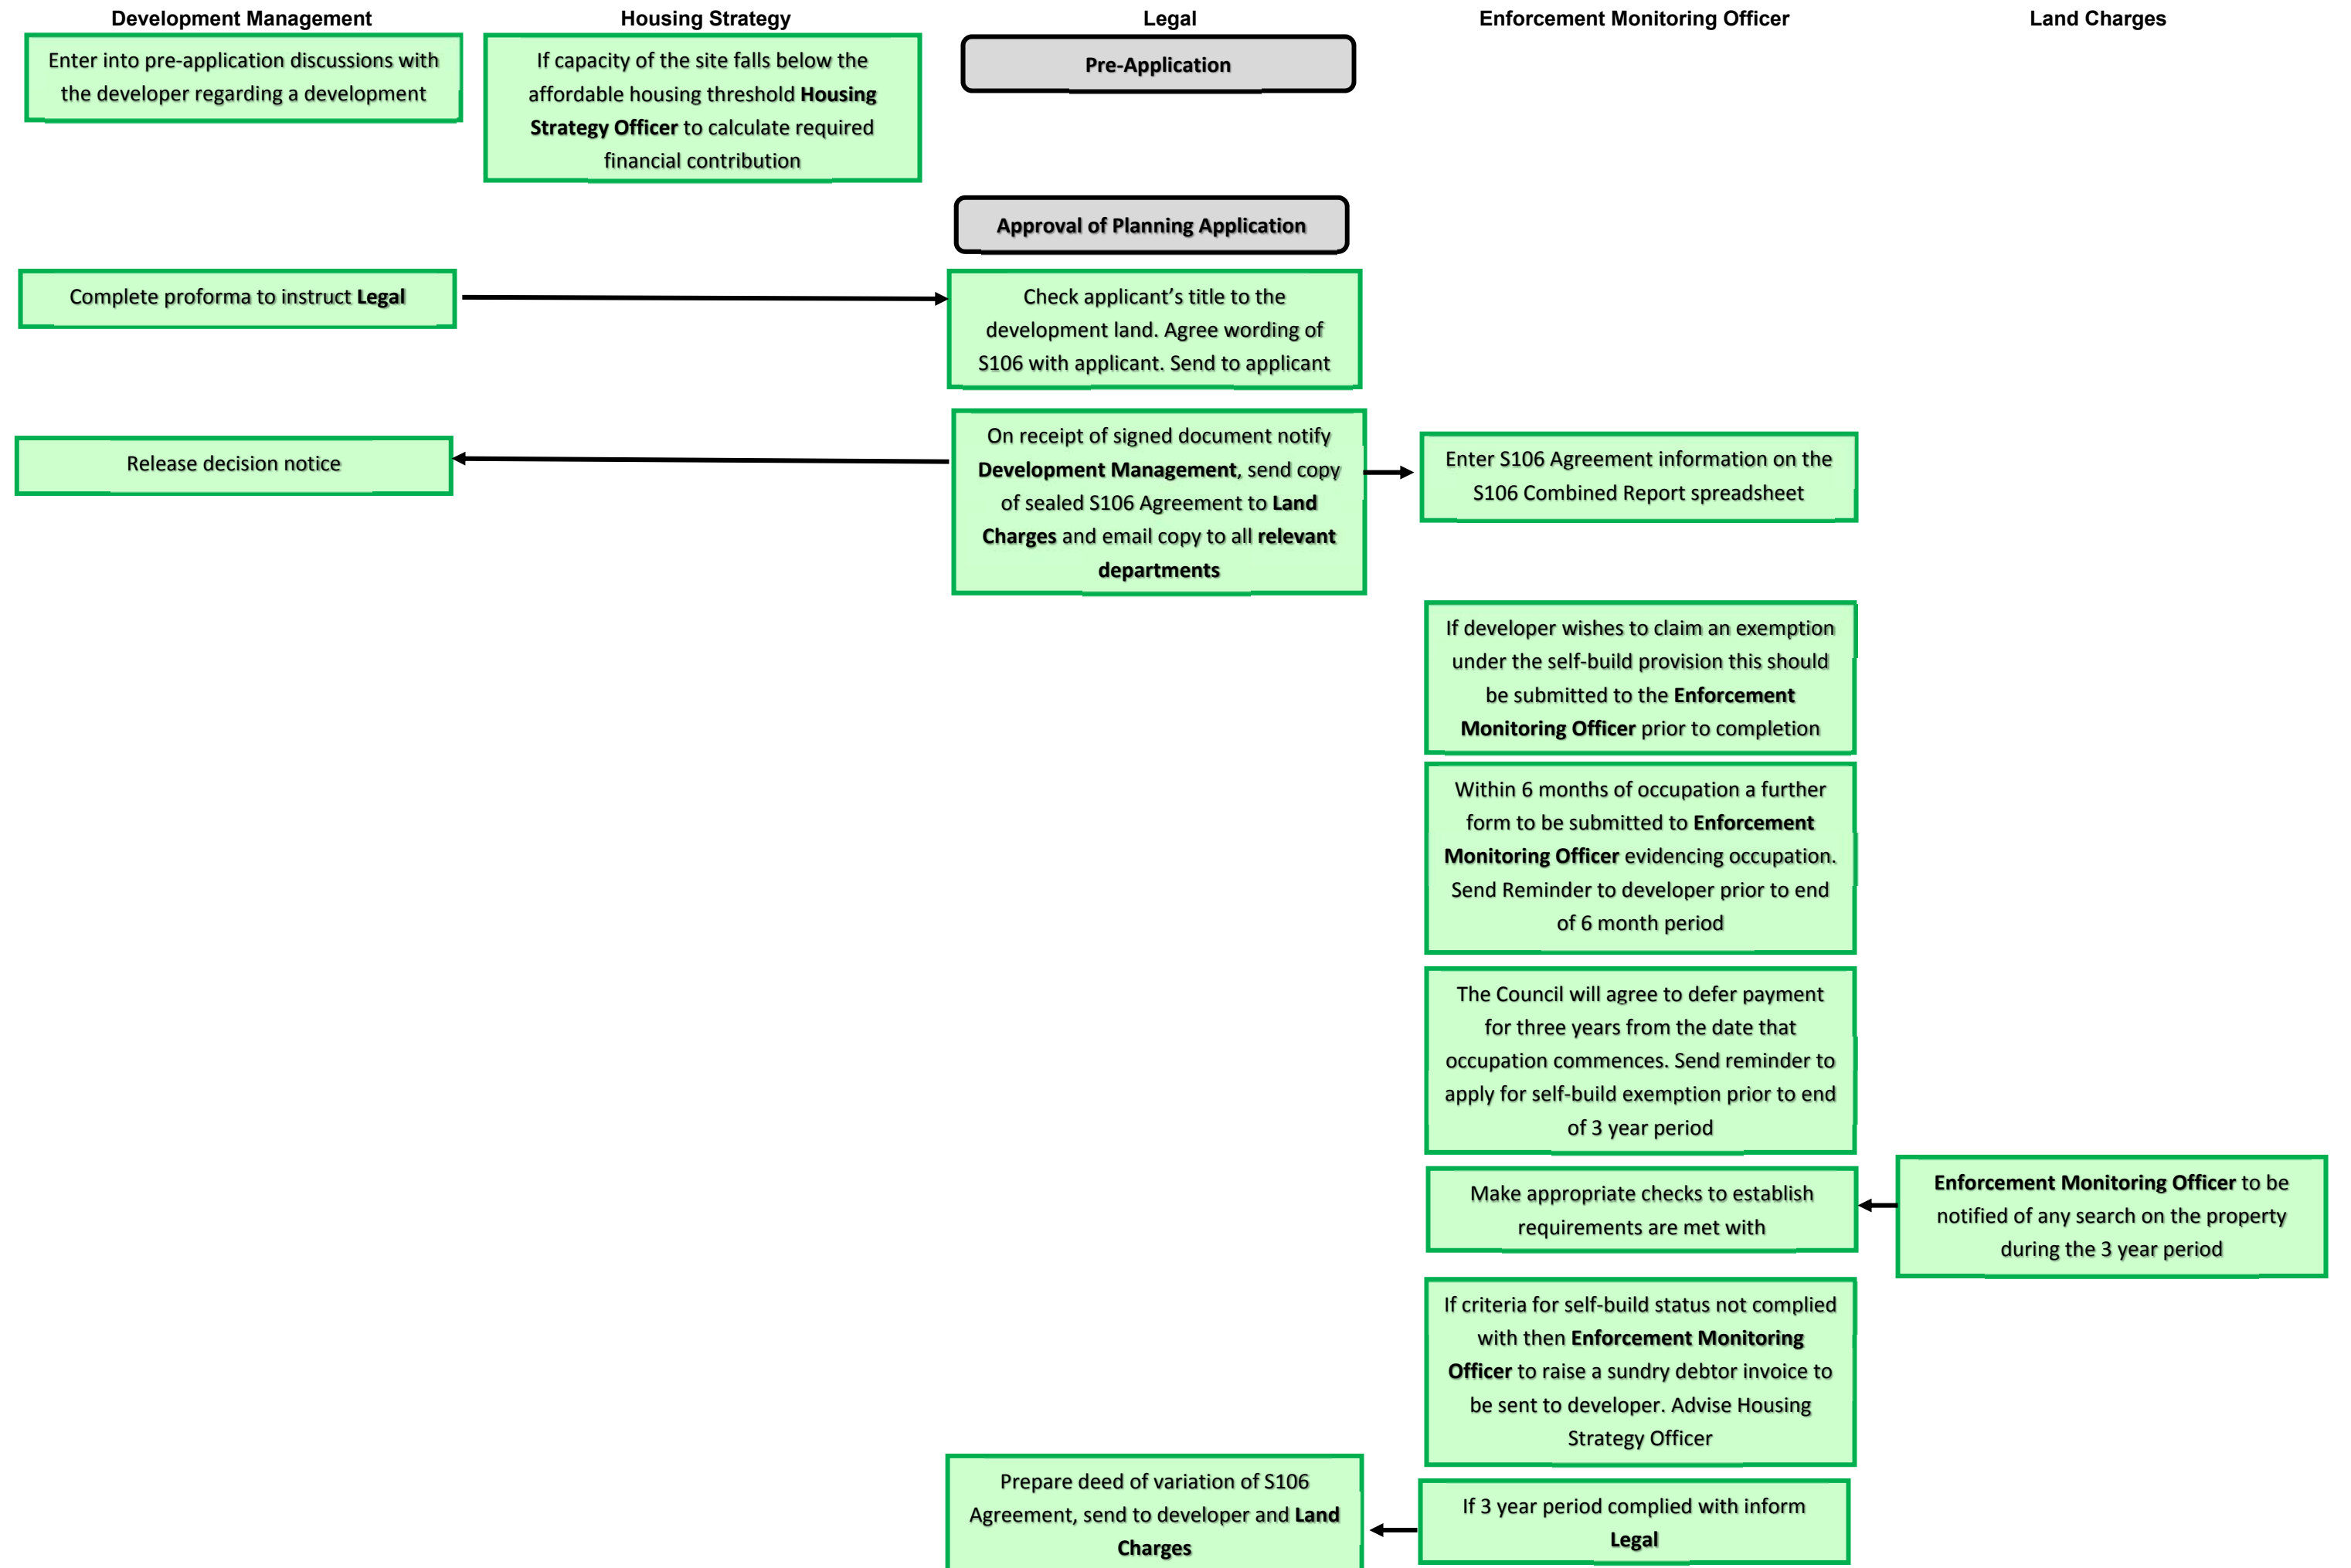 Development Management
Housing Strategy
Legal
Enforcement Monitoring Officer
Land Charges
Enter into pre-application discussions with
the developer regarding a development
If capacity of the site falls below the
affordable housing threshold Housing
Strategy Officer to calculate required
financial contribution
Pre-Application
Approval of Planning Application
Complete proforma to instruct Legal
Check applicant’s title to the
development land. Agree wording of
S106 with applicant. Send to applicant
Release decision notice
On receipt of signed document notify
Development Management, send copy
of sealed S106 Agreement to Land
Charges and email copy to all relevant
departments
Enter S106 Agreement information on the
S106 Combined Report spreadsheet
If developer wishes to claim an exemption
under the self-build provision this should
be submitted to the Enforcement
Monitoring Officer prior to completion
Within 6 months of occupation a further
form to be submitted to Enforcement
Monitoring Officer evidencing occupation.
Send Reminder to developer prior to end
of 6 month period
The Council will agree to defer payment
for three years from the date that
occupation commences. Send reminder to
apply for self-build exemption prior to end
of 3 year period
Make appropriate checks to establish
requirements are met with
Enforcement Monitoring Officer to be
notified of any search on the property
during the 3 year period
If criteria for self-build status not complied
with then Enforcement Monitoring
Officer to raise a sundry debtor invoice to
be sent to developer. Advise Housing
Strategy Officer
Prepare deed of variation of S106
Agreement, send to developer and Land
Charges
If 3 year period complied with inform
Legal